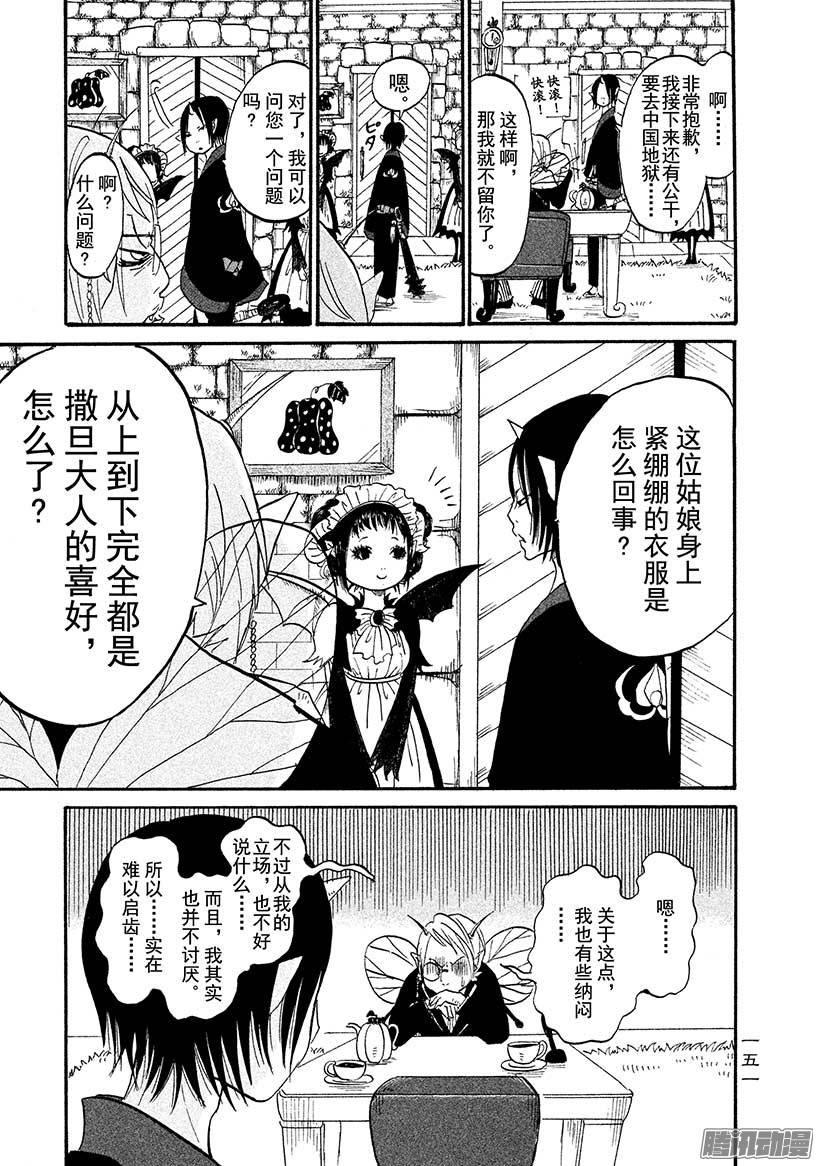 啊……
非常抱歉，
我接下来还有公干，
要去中国地狱……
快滚！
快滚！
这样啊，
那我就不留你了。
嗯。
ピタ
对了，我可以
问您一个问题
吗？
啊？
什么问题？
这位姑娘身上
紧绷绷的衣服是
怎么回事？
从上到下完全都是
撒旦大人的喜好，
怎么了？
嗯……
关于这点，
我也有些纳闷
……
不过从我的
立场，也不好
说什么……
而且，我其实
也并不讨厌。
所以……实在
难以启齿……
五
腾讯动漫